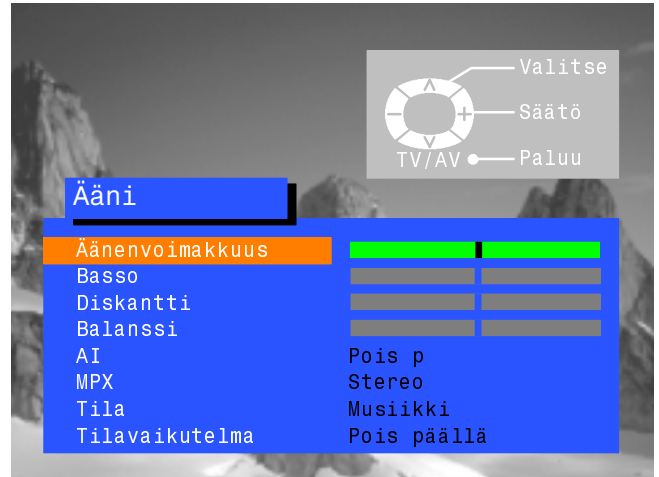 Valitse
Säätö
TV/AV Paluu
Ääni
Äänenvoimakkuus
Basso
Diskantti
Balanssi
AI Pois p
MPX Stereo
Tila Musiikki
Tilavaikutelma Pois päällä